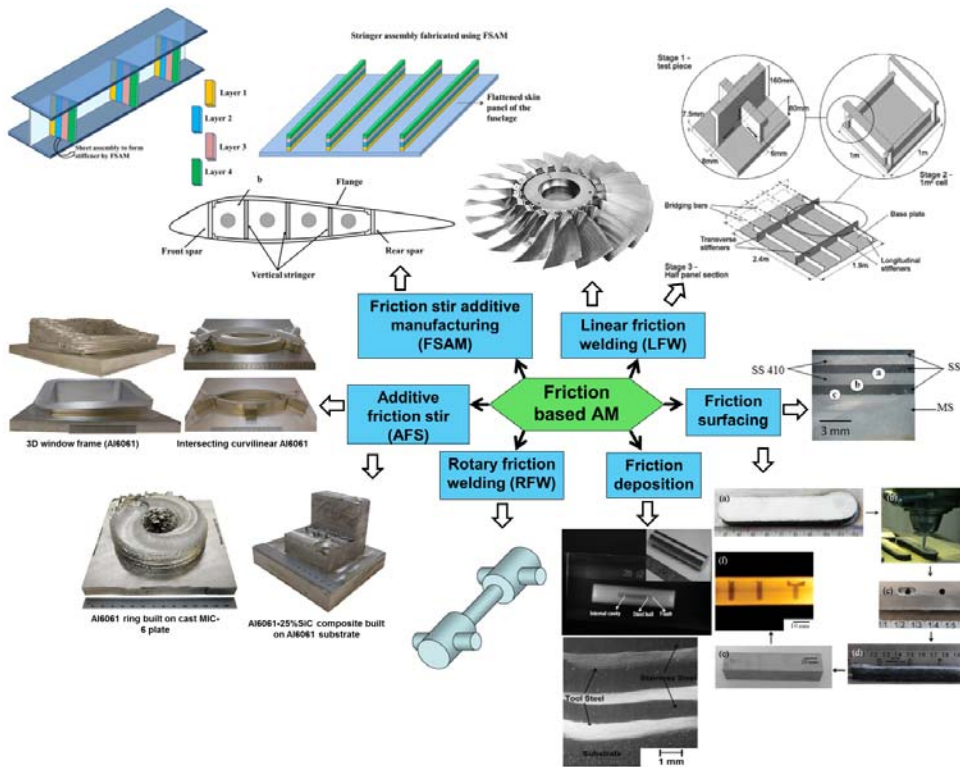 Stringer assembly fabricated using FSAM
Layer 1
Layer 2
Layer 3
Layer 4
Flattened skin
panel of the
fuselage
Sheet assembly to form
stiffener by FSAM
b
Flange
Front spar
Vertical stringer
Rear spar
Stage 1 -
test piece
160mm
80mm
7.5mm
8mm
6mm
1m
1m
Stage 2 -
1m² cell
Bridging bars
Base plate
Transverse
stiffeners
2.4m
Longitudinal
stiffeners
1.9m
Stage 3 -
Half panel section
Friction stir additive
manufacturing
(FSAM)
Linear friction
welding (LFW)
Additive
friction stir
(AFS)
Friction
based AM
Friction
surfacing
Rotary friction
welding (RFW)
Friction
deposition
3D window frame (Al6061)
Intersecting curvilinear Al6061
Al6061 ring built on cast MIC-
6 plate
Al6061-25%SiC composite built
on Al6061 substrate
SS 410
SS
a
b
c
MS
3 mm
Internal cavity
Steel ball
Flash
Stainless Steel
Tool Steel
Substrate
1 mm
(a)
(b)
(c)
(d)
(e)
(f)
10 mm